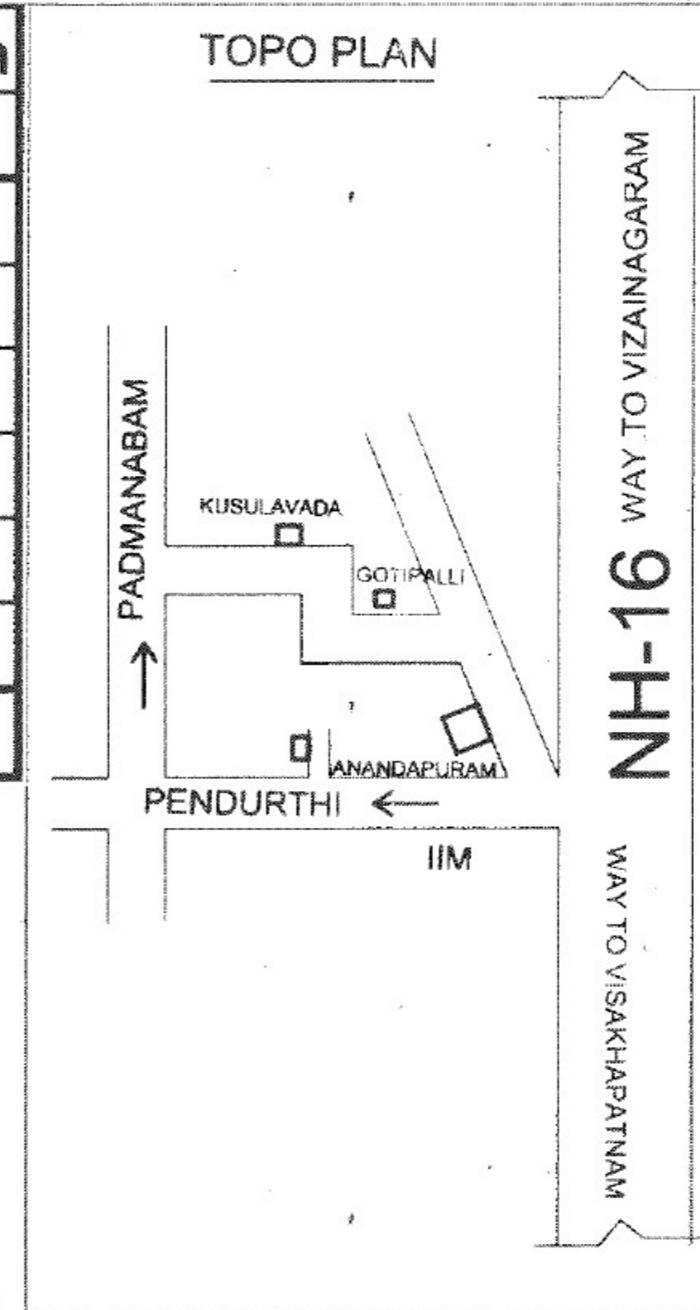 TOPO PLAN
WAY TO VIZAINAGARAM
PADMANABAM
KUSULAVADA
GOTIPALLI
NH-16
ANANDAPURAM
PENDURTHI
IIM
WAY TO VISAKHAPATNAM